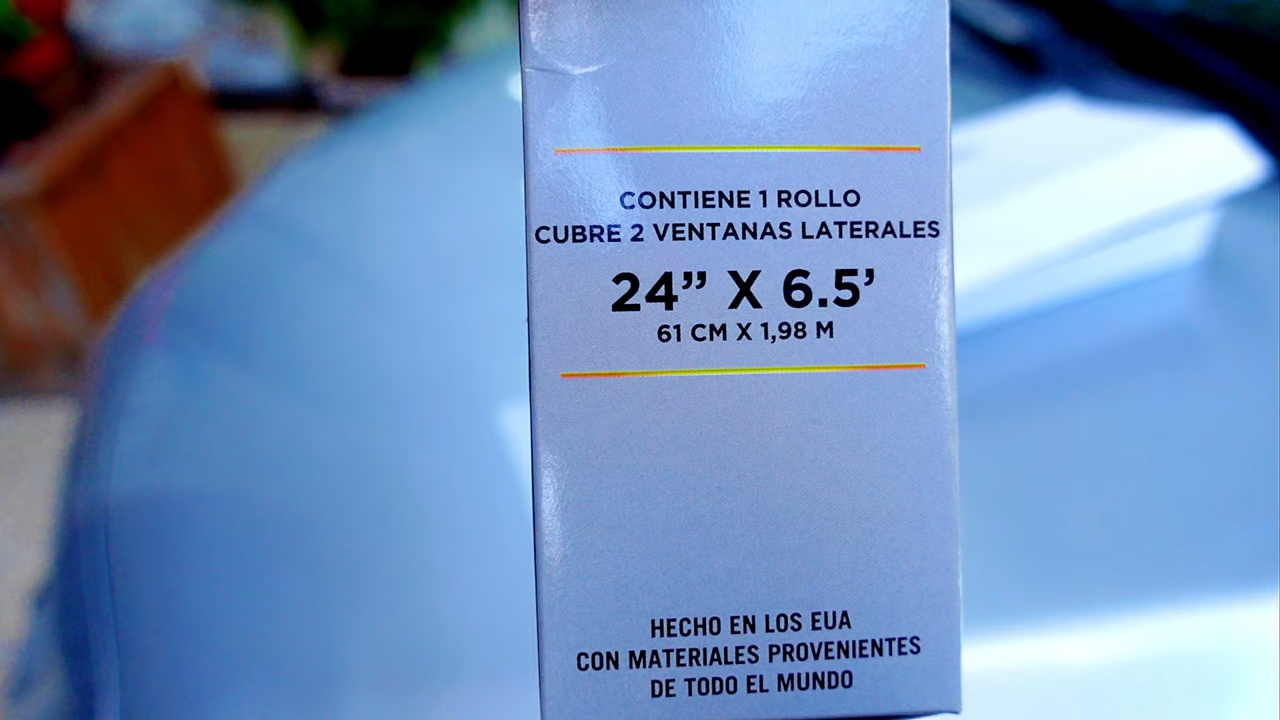 CONTIENE 1 ROLLO
CUBRE 2 VENTANAS LATERALES
24” X 6.5’
61 CM X 1,98 M
HECHO EN LOS EUA
CON MATERIALES PROVENIENTES
DE TODO EL MUNDO